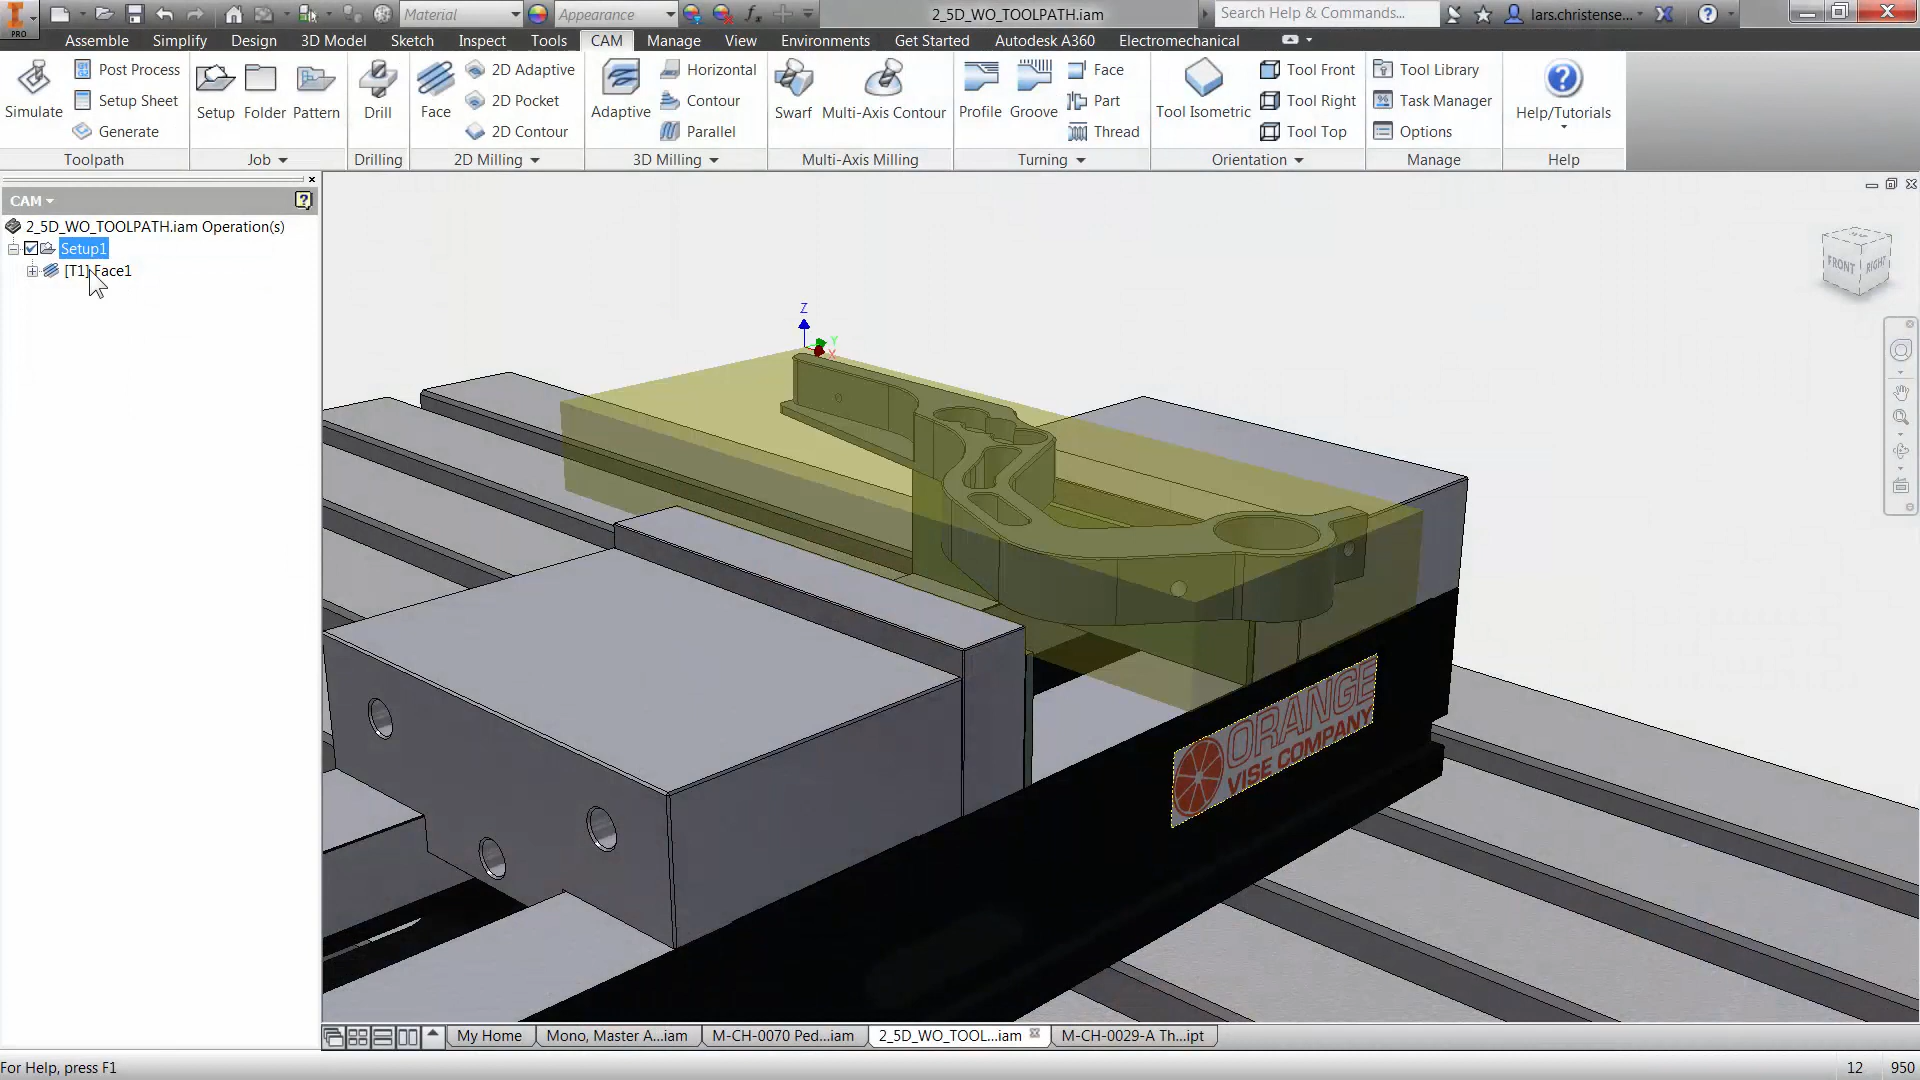 Material
Appearance
2_5D_WO_TOOLPATH.iam
Search Help & Commands...
lars.christense...
PRO
Assemble
Simplify
Design
3D Model
Sketch
Inspect
Tools
CAM
Manage
View
Environments
Get Started
Autodesk A360
Electromechanical
Simulate
Post Process
Setup Sheet
Generate
Toolpath
Setup
Folder
Pattern
Job
Drill
Drilling
Face
2D Adaptive
2D Pocket
2D Contour
2D Milling
Adaptive
Horizontal
Contour
Parallel
3D Milling
Swarf
Multi-Axis Contour
Multi-Axis Milling
Profile
Groove
Face
Part
Thread
Turning
Tool Isometric
Tool Front
Tool Right
Tool Top
Orientation
Tool Library
Task Manager
Options
Manage
Help/Tutorials
Help
CAM
2_5D_WO_TOOLPATH.iam Operation(s)
Setup1
[T1] Face1
Z
Y
X
FRONT
RIGHT
ORANGE
VISE COMPANY
My Home
Mono, Master A...iam
M-CH-0070 Ped...iam
2_5D_WO_TOOL...iam
M-CH-0029-A Th...ipt
For Help, press F1
12
950